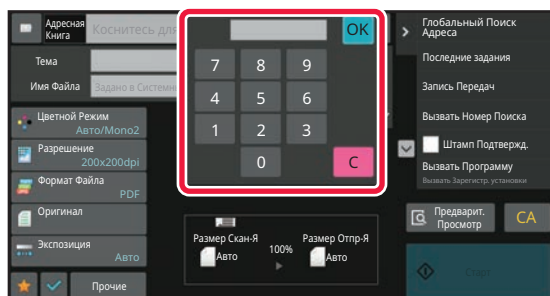 Адресная
Книга
Коснитесь для
OK
Глобальный Поиск
Адреса
Тема
7
8
9
Последние задания
Имя Файла
Задано в Системн
4
5
6
Запись Передач
Цветной Режим
Авто/Mono2
1
2
3
Вызвать Номер Поиска
Разрешение
200x200dpi
0
C
Штамп Подтвержд.
Вызвать Программу
Вызвать Зарегистр. установки
Формат Файла
PDF
Оригинал
Предварит.
Просмотр
CA
Размер Скан-Я
Авто
100%
Размер Отпр-Я
Авто
Экспозиция
Авто
Прочие
Старт